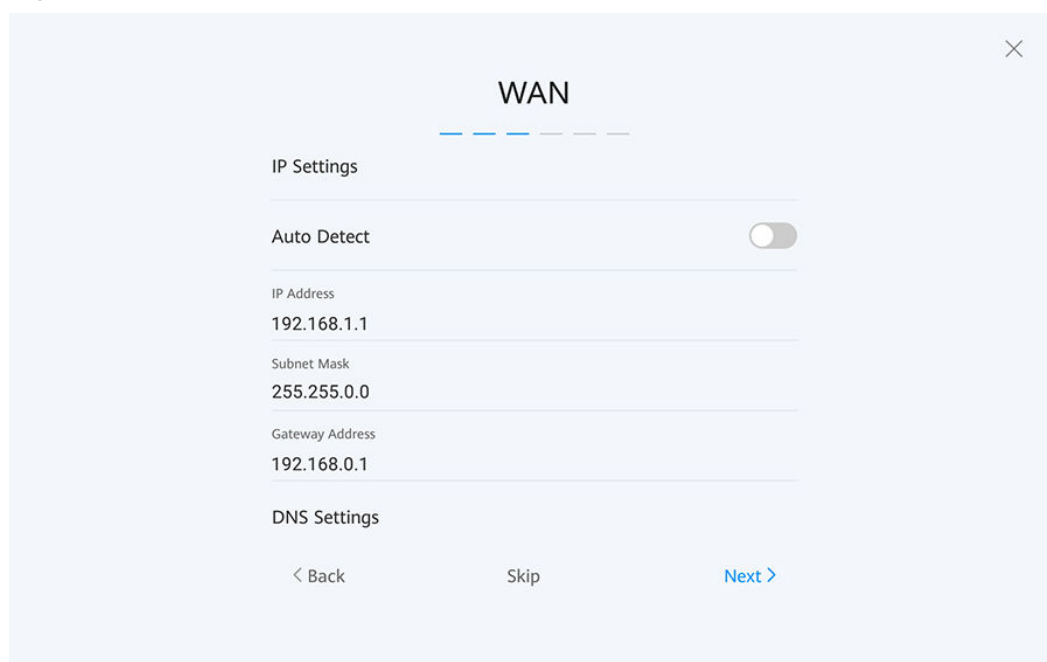 WAN
IP Settings
Auto Detect
IP Address
192.168.1.1
Subnet Mask
255.255.0.0
Gateway Address
192.168.0.1
DNS Settings
Back
Skip
Next